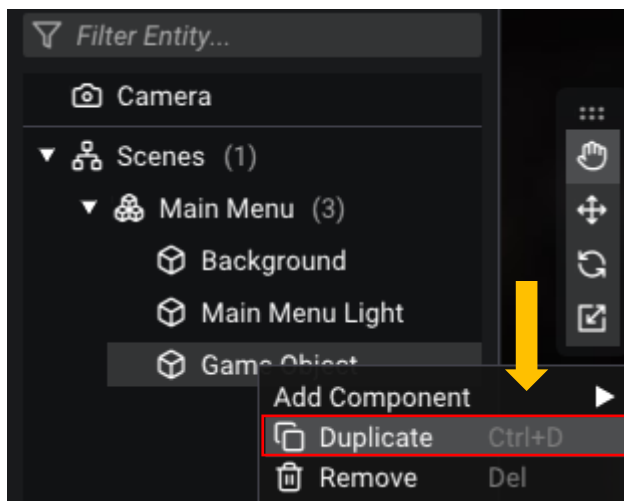 Filter Entity...
Camera
Scenes (1)
Main Menu (3)
Background
Main Menu Light
Game Object
Add Component
Duplicate Ctrl+D
Remove Del